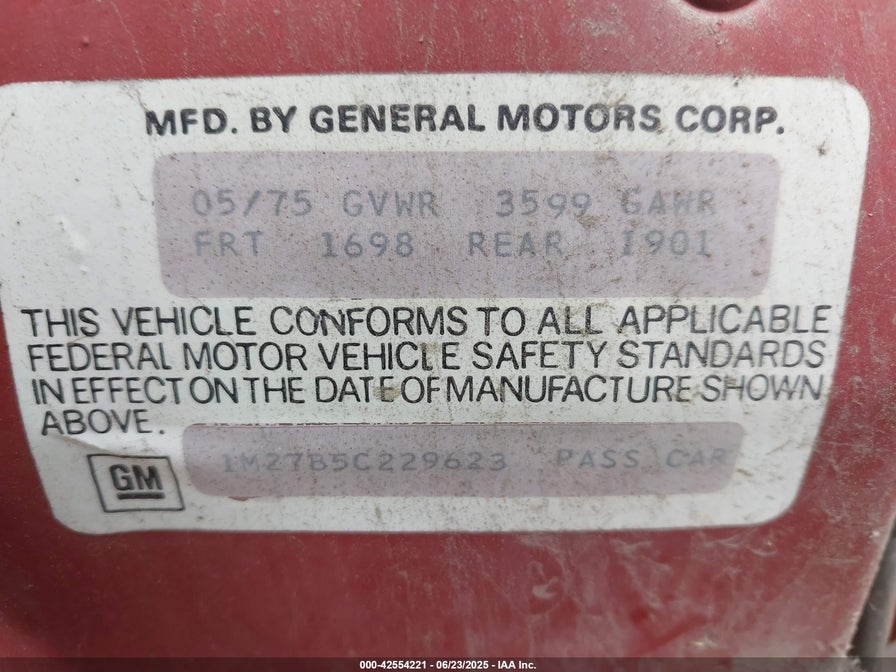 MFD. BY GENERAL MOTORS CORP.
05/75 GVWR 3599 GAWR
FRT 1698 REAR 1901
THIS VEHICLE CONFORMS TO ALL APPLICABLE
FEDERAL MOTOR VEHICLE SAFETY STANDARDS
IN EFFECT ON THE DATE OF MANUFACTURE SHOWN
ABOVE.
GM
1M27B5C229623 PASS CAR
000-42554221 - 06/23/2025 - IAA Inc.